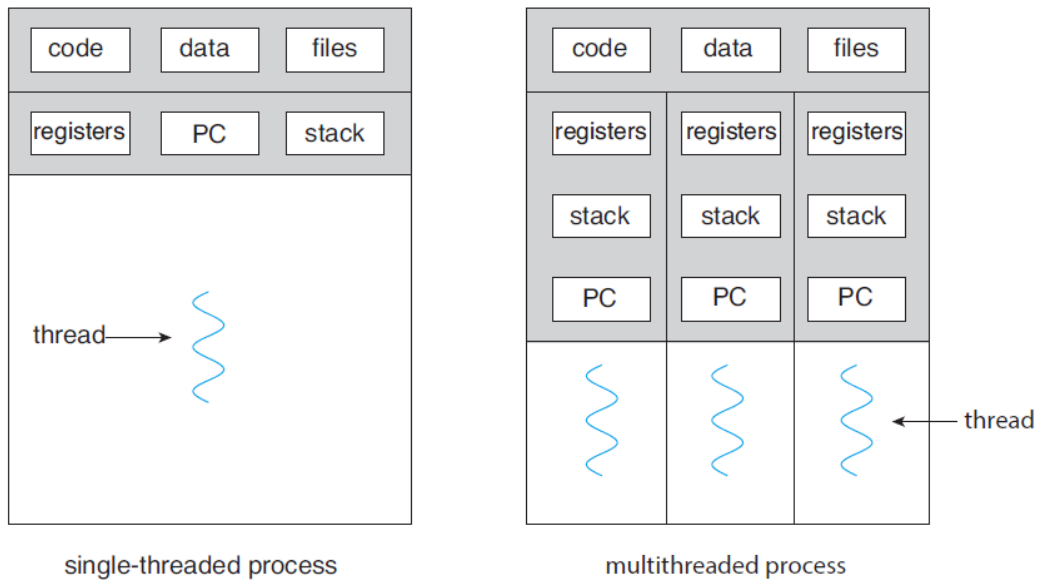 code data files
registers PC stack
thread
single-threaded process
code data files
registers registers registers
stack stack stack
PC PC PC
thread
multithreaded process